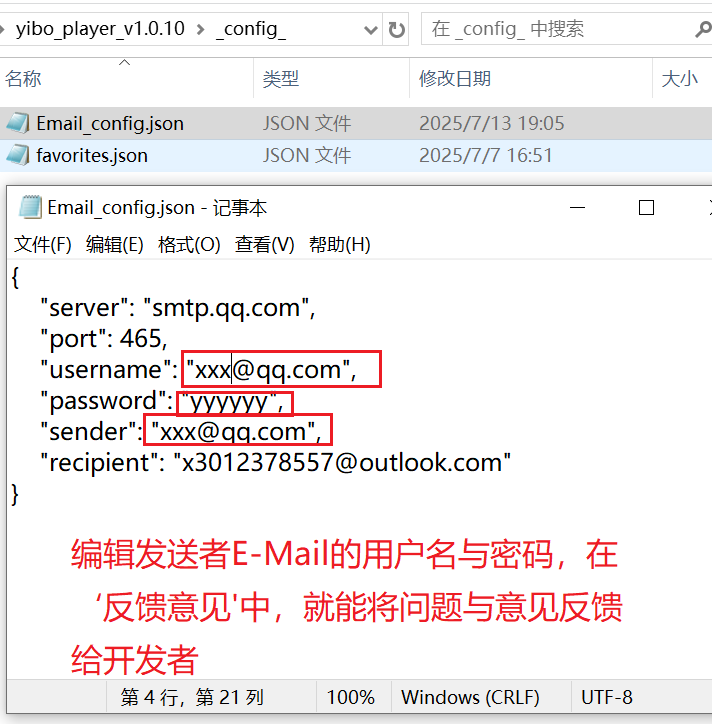 yibo_player_v1.0.10 > _config_
在 _config_ 中搜索
名称 类型 修改日期 大小
Email_config.json JSON 文件 2025/7/13 19:05
favorites.json JSON 文件 2025/7/7 16:51
Email_config.json - 记事本
文件(F) 编辑(E) 格式(O) 查看(V) 帮助(H)
{
"server": "smtp.qq.com",
"port": 465,
"username": "xxx@qq.com",
"password": "yyyyyy",
"sender": "xxx@qq.com",
"recipient": "x3012378557@outlook.com"
}
编辑发送者E-Mail的用户名与密码，在
‘反馈意见'中，就能将问题与意见反馈
给开发者
第 4 行，第 21 列 100% Windows (CRLF) UTF-8